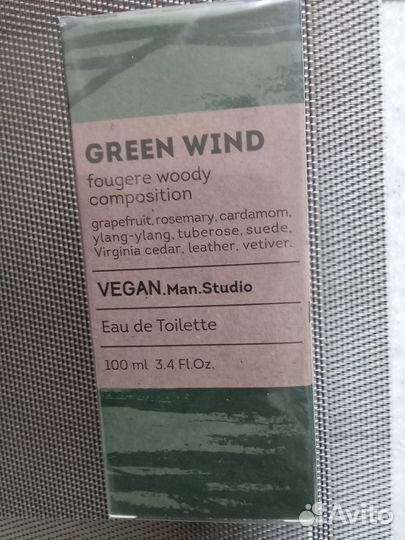 GREEN WIND
fougere woody
composition
grapefruit, rosemary, cardamom,
ylang-ylang, tuberose, suede,
Virginia cedar, leather, vetiver.
VEGAN.Man.Studio
Eau de Toilette
100 ml 3.4 Fl.Oz.
Avito